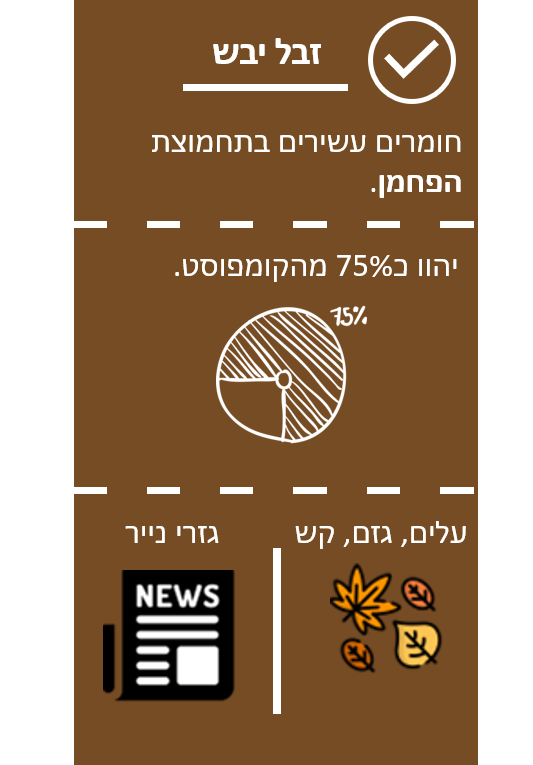 זבל יבש
חומרים עשירים בתחמוצת
הפחמן.
יהוו כ75% מהקומפוסט.
75%
עלים, גזם, קש
גזרי נייר
NEWS